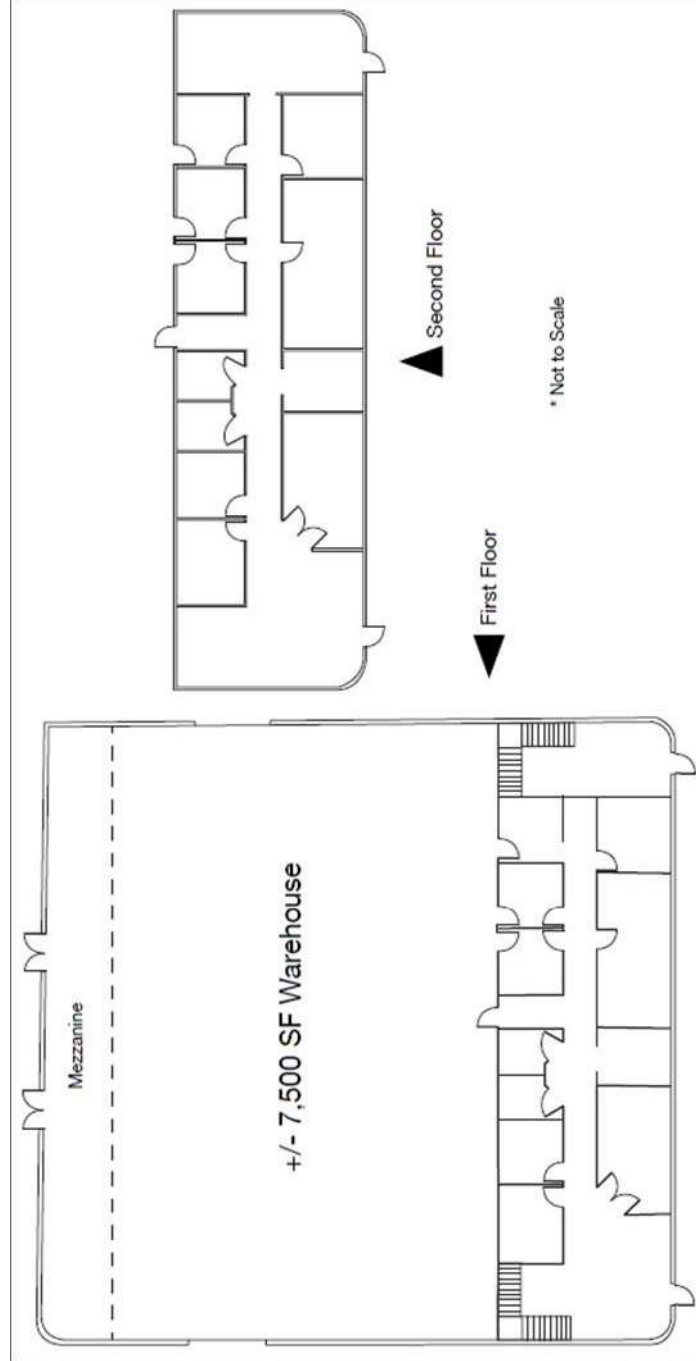 Mezzanine
+/- 7,500 SF Warehouse
First Floor
Second Floor
* Not to Scale